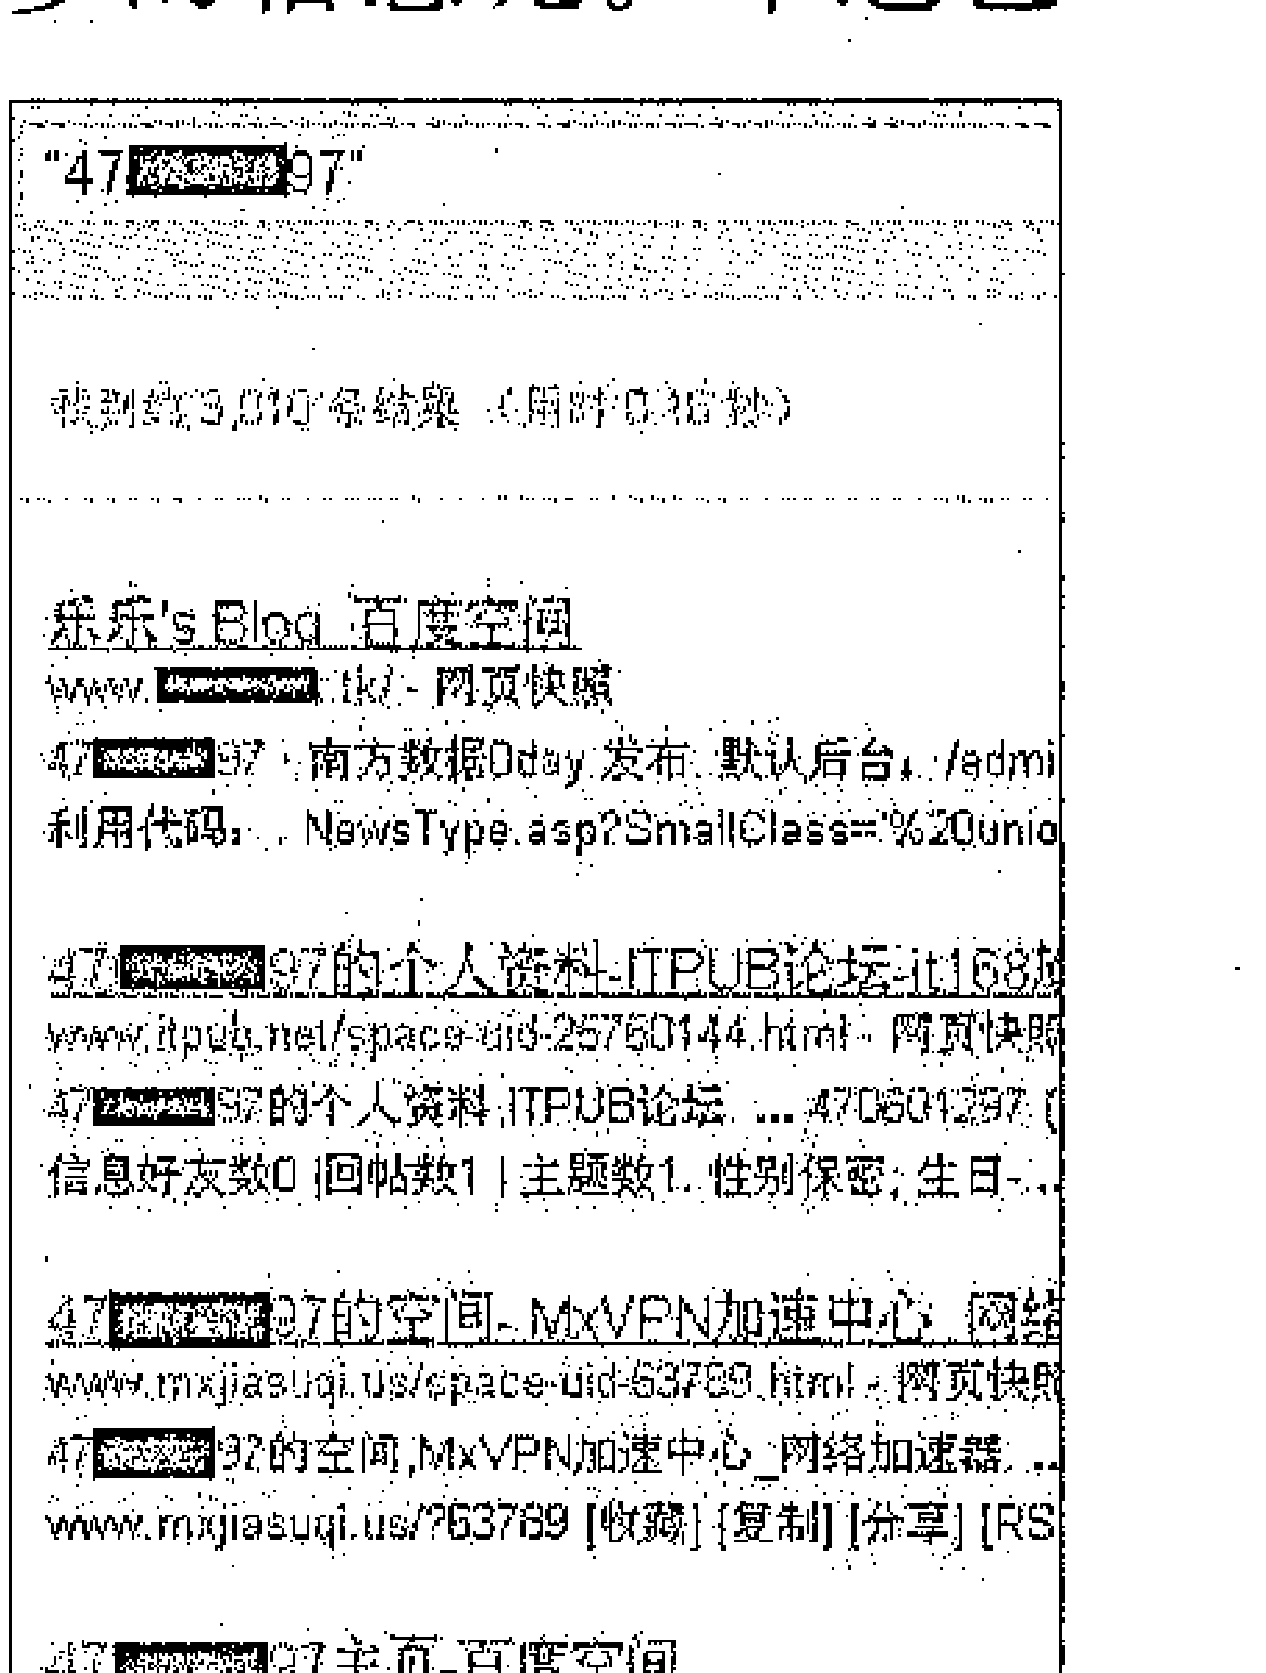 "47 97"
找到约 3,010 条结果 （用时 0.36 秒）
乐乐's Blog_百度空间
www. .tk/ - 网页快照
47 97 · 南方数据0day 发布. 默认后台: /admi
利用代码: . NewsType.asp?SmallClass='%20unio
47 97的个人资料-ITPUB论坛-it168
www.itpub.net/space-uid-26760144.html - 网页快照
47 97的个人资料,ITPUB论坛. ... 470601297 (
信息好友数0 |回帖数1 | 主题数1. 性别保密; 生日-...
47 97的空间- MxVPN加速中心_网络
www.mxjiasuqi.us/space-uid-63789.html - 网页快照
47 97的空间,MxVPN加速中心_网络加速器. ...
www.mxjiasuqi.us/?63789 [收藏] [复制] [分享] [RS
47 97主页_百度空间